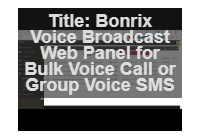 Title: Bonrix
Voice Broadcast
Web Panel for
Bulk Voice Call or
Group Voice SMS